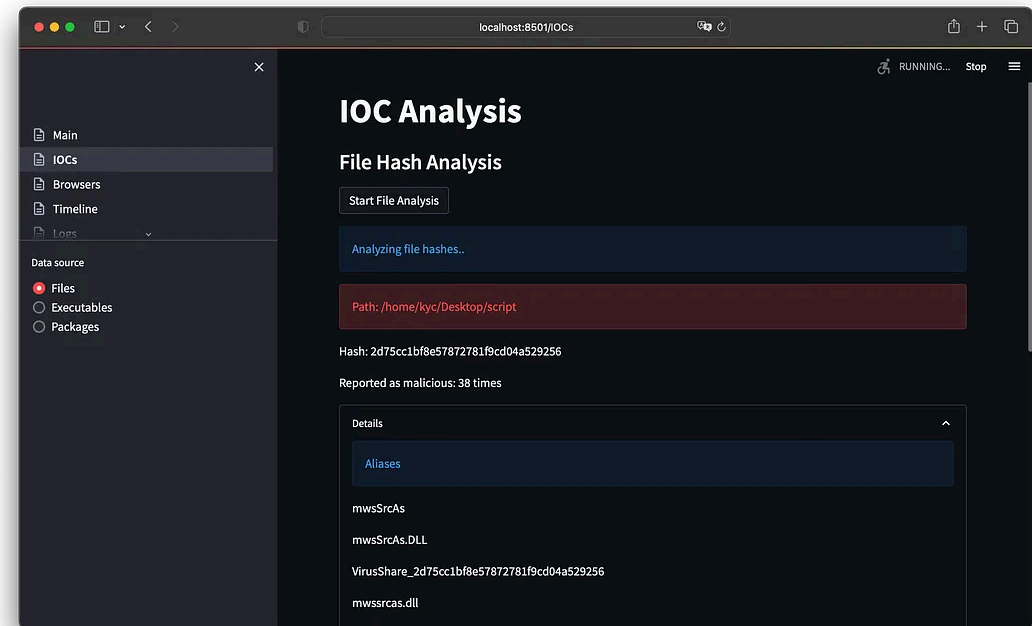 localhost:8501/IOCs
RUNNING...
Stop
Main
IOCs
Browsers
Timeline
Logs
Data source
Files
Executables
Packages
IOC Analysis
File Hash Analysis
Start File Analysis
Analyzing file hashes..
Path: /home/kyc/Desktop/script
Hash: 2d75cc1bf8e57872781f9cd04a529256
Reported as malicious: 38 times
Details
Aliases
mwsSrcAs
mwsSrcAs.DLL
VirusShare_2d75cc1bf8e57872781f9cd04a529256
mwssrcas.dll